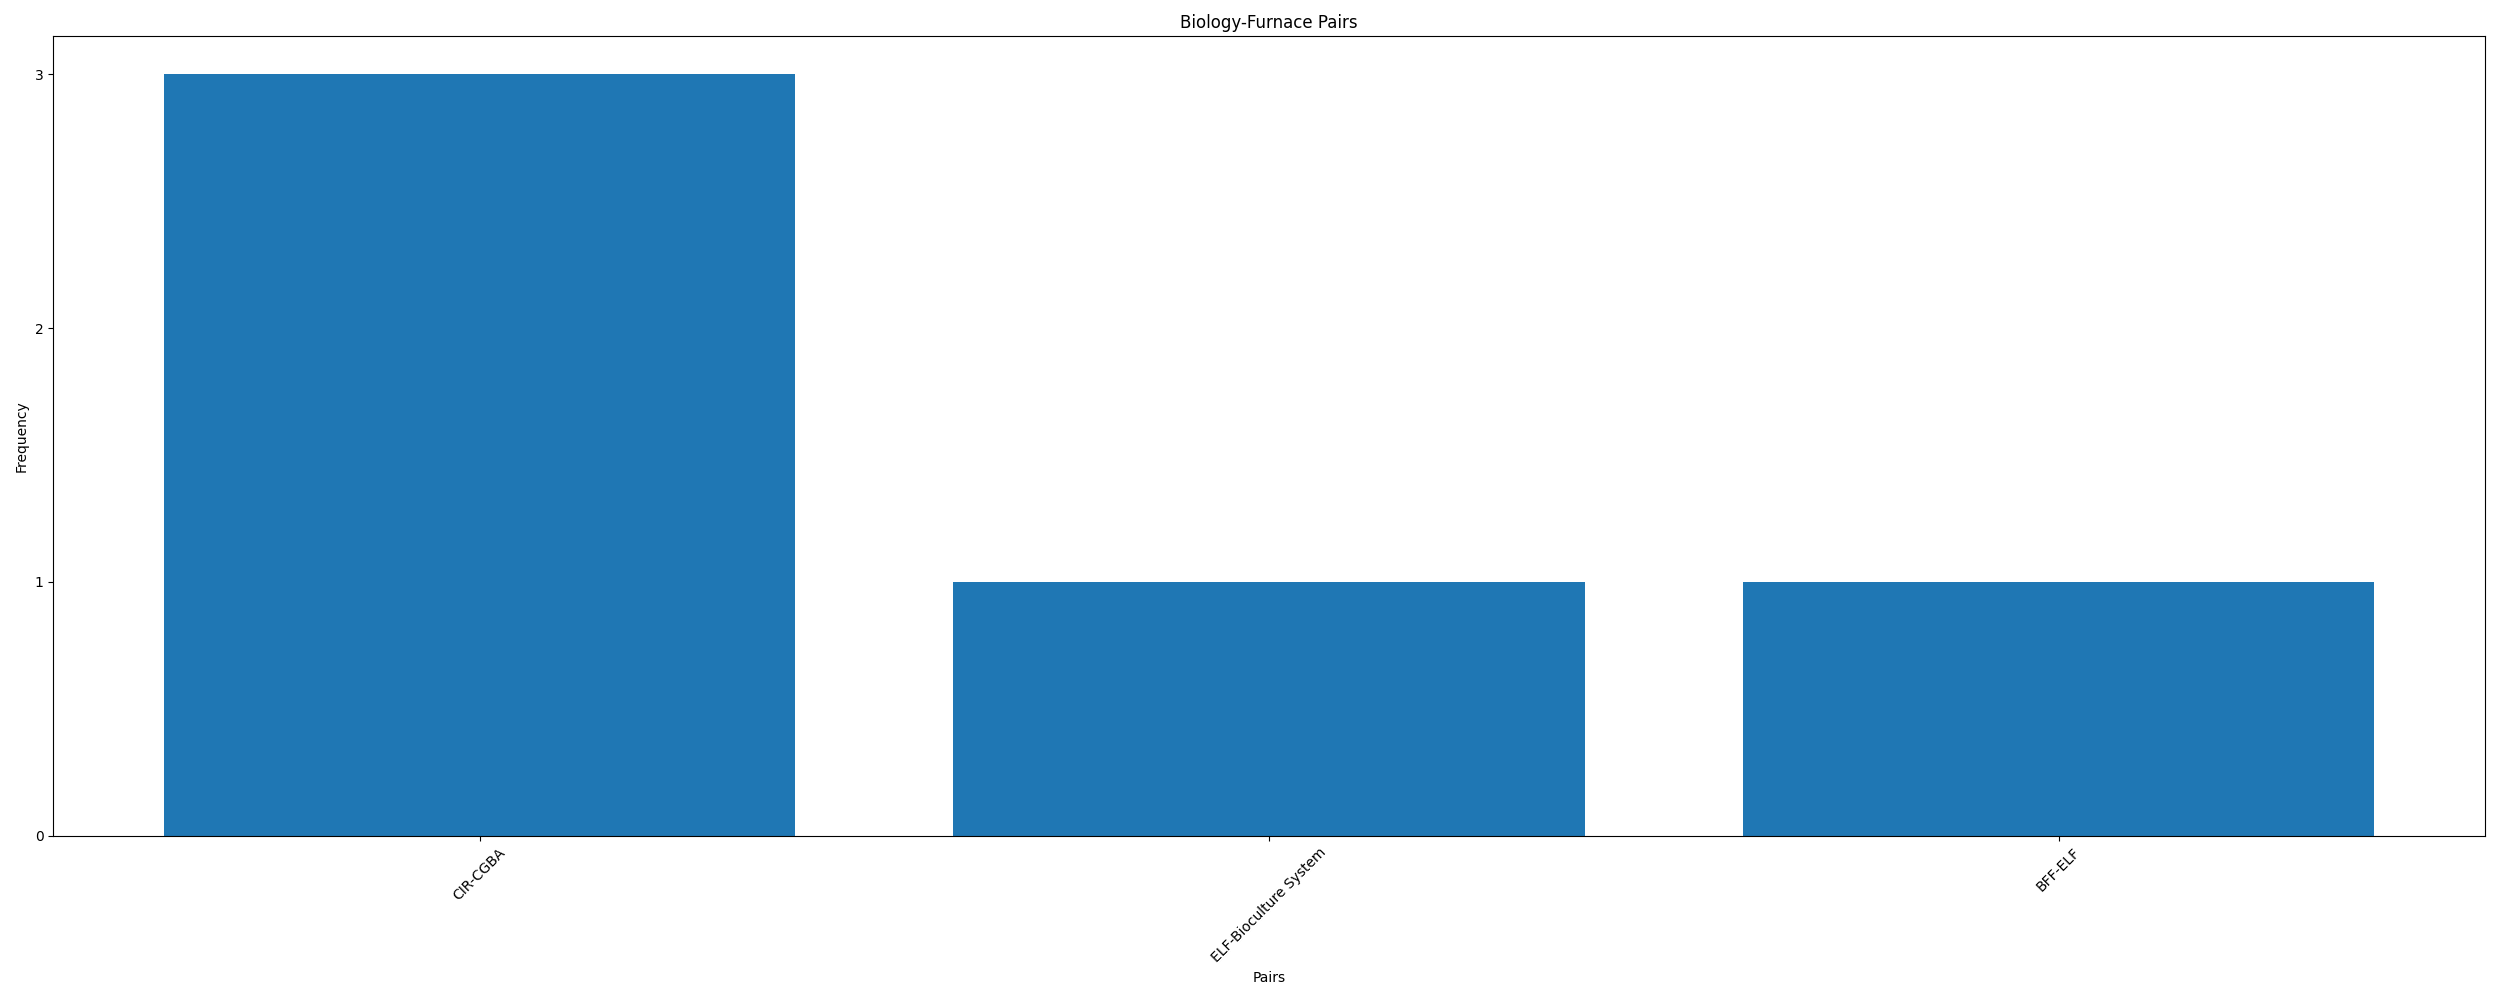 Biology-Furnace Pairs
3
2
1
0
Frequency
CIR-CGBA
ELF-Bioculture System
BFF-ELF
Pairs